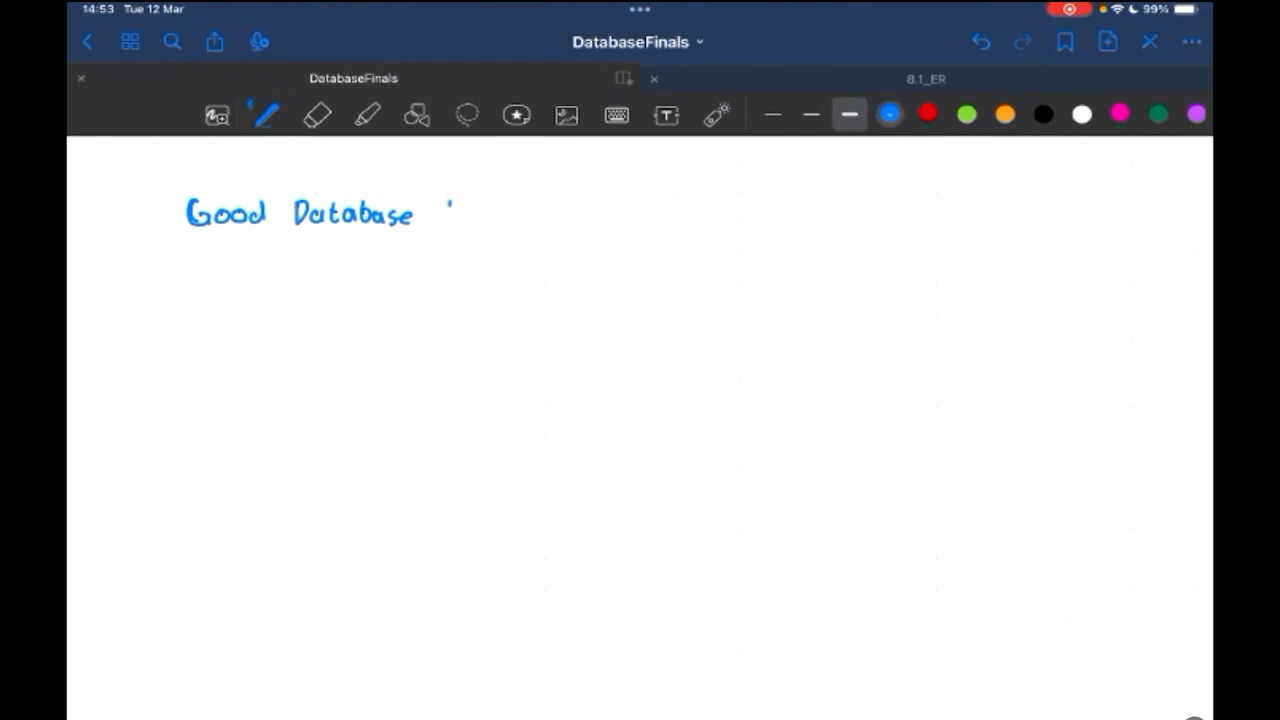 14:53 Tue 12 Mar 99%
DatabaseFinals
DatabaseFinals 8.1_ER
Good Database '